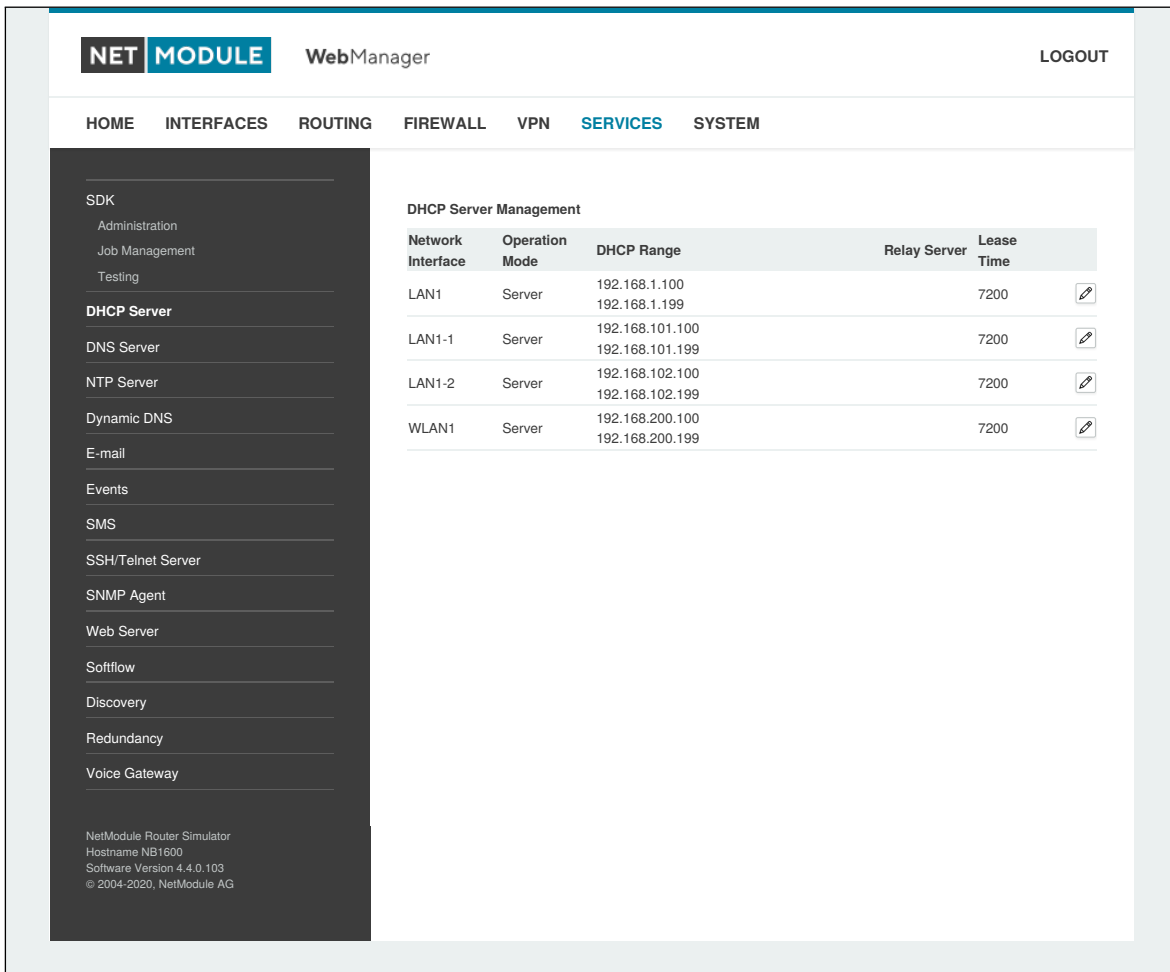 NET MODULE WebManager LOGOUT
HOME INTERFACES ROUTING FIREWALL VPN SERVICES SYSTEM
SDK
Administration
Job Management
Testing
DHCP Server
DNS Server
NTP Server
Dynamic DNS
E-mail
Events
SMS
SSH/Telnet Server
SNMP Agent
Web Server
Softflow
Discovery
Redundancy
Voice Gateway
NetModule Router Simulator
Hostname NB1600
Software Version 4.4.0.103
© 2004-2020, NetModule AG
DHCP Server Management
Network Operation DHCP Range Relay Server Lease
Interface Mode Time
LAN1 Server 192.168.1.100 7200
192.168.1.199
LAN1-1 Server 192.168.101.100 7200
192.168.101.199
LAN1-2 Server 192.168.102.100 7200
192.168.102.199
WLAN1 Server 192.168.200.100 7200
192.168.200.199